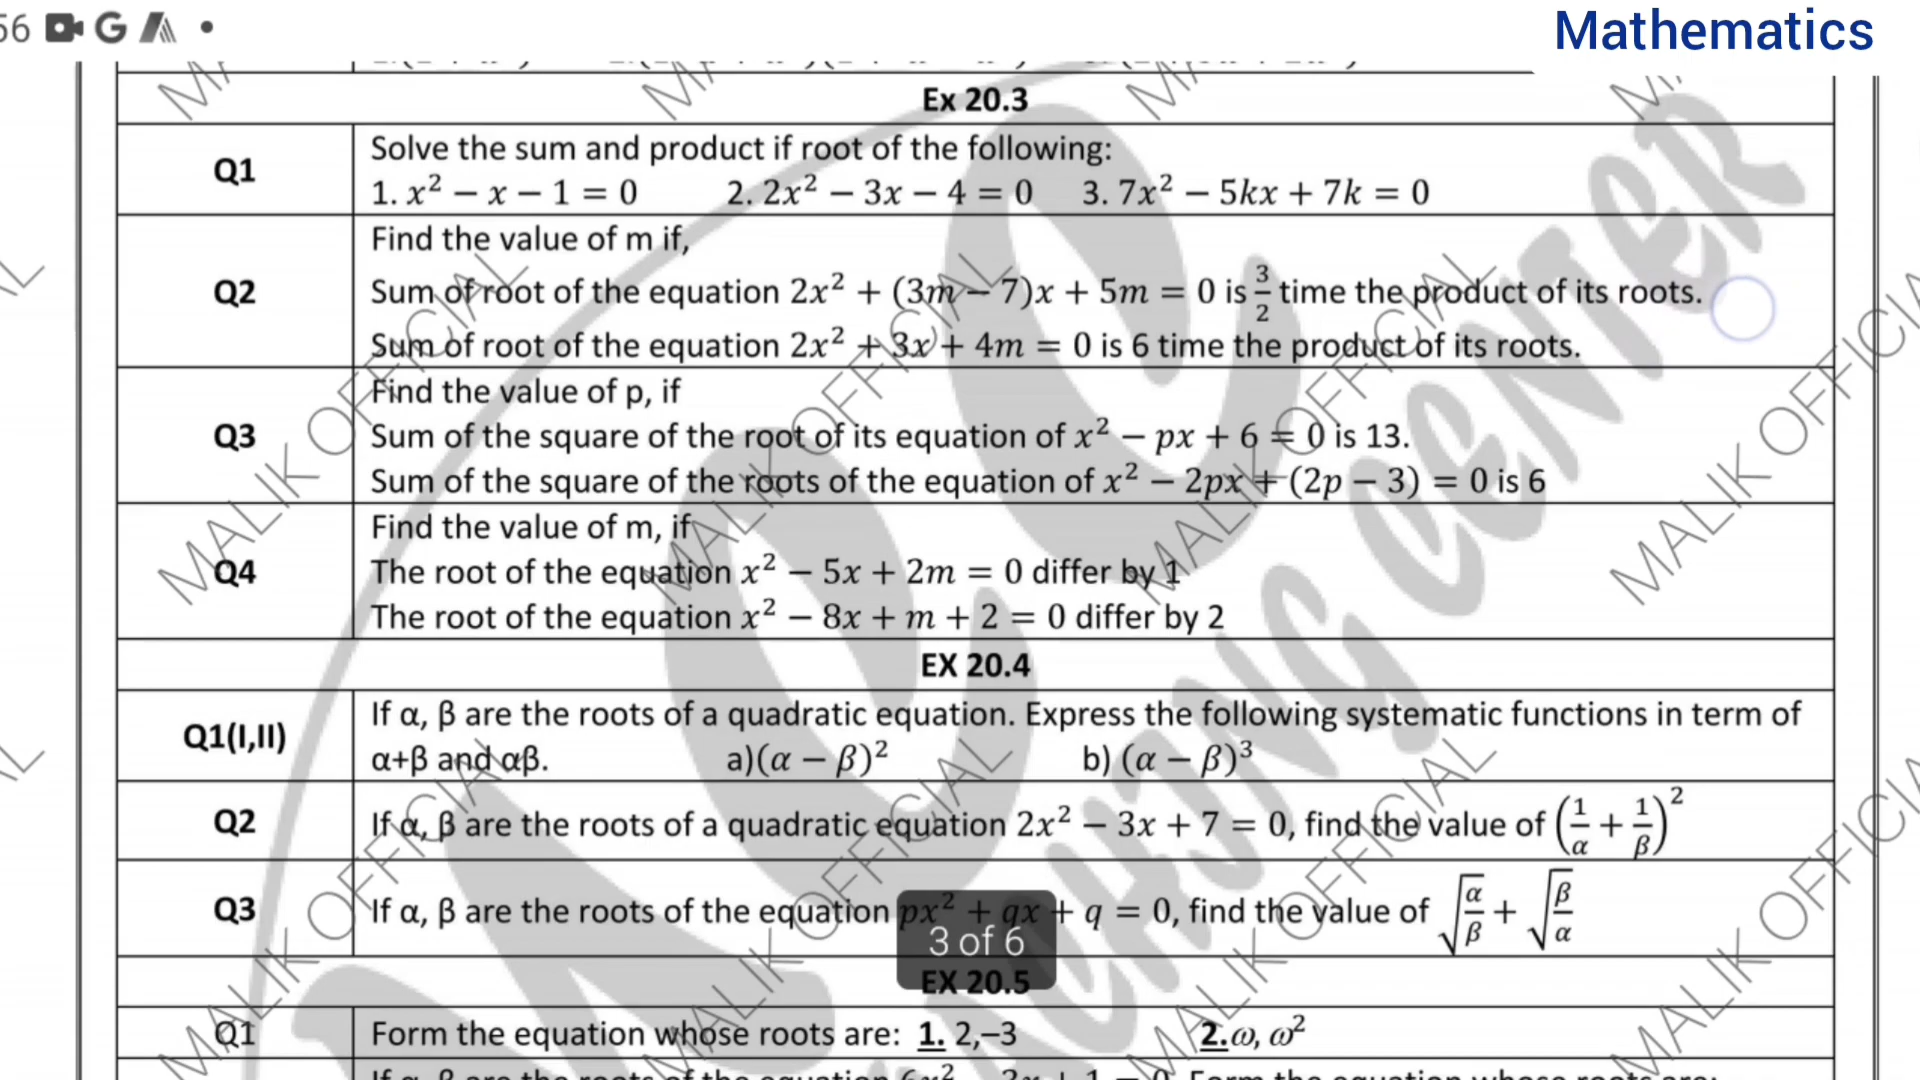 56 G
Mathematics
Ex 20.3
Q1
Solve the sum and product if root of the following:
1. x² − x − 1 = 0 2. 2x² − 3x − 4 = 0 3. 7x² − 5kx + 7k = 0
Q2
Find the value of m if,
Sum of root of the equation 2x² + (3m − 7)x + 5m = 0 is 3/2 time the product of its roots.
Sum of root of the equation 2x² + 3x + 4m = 0 is 6 time the product of its roots.
Q3
Find the value of p, if
Sum of the square of the root of its equation of x² − px + 6 = 0 is 13.
Sum of the square of the roots of the equation of x² − 2px + (2p − 3) = 0 is 6
Q4
Find the value of m, if
The root of the equation x² − 5x + 2m = 0 differ by 1
The root of the equation x² − 8x + m + 2 = 0 differ by 2
EX 20.4
Q1(I,II)
If α, β are the roots of a quadratic equation. Express the following systematic functions in term of
α+β and αβ. a)(α − β)² b) (α − β)³
Q2
If α, β are the roots of a quadratic equation 2x² − 3x + 7 = 0, find the value of (1/α + 1/β)²
Q3
If α, β are the roots of the equation px² + qx + q = 0, find the value of √(α/β) + √(β/α)
3 of 6
EX 20.5
Q1
Form the equation whose roots are: 1. 2,−3 2. ω, ω²
MALIK OFFICIAL
CENTER